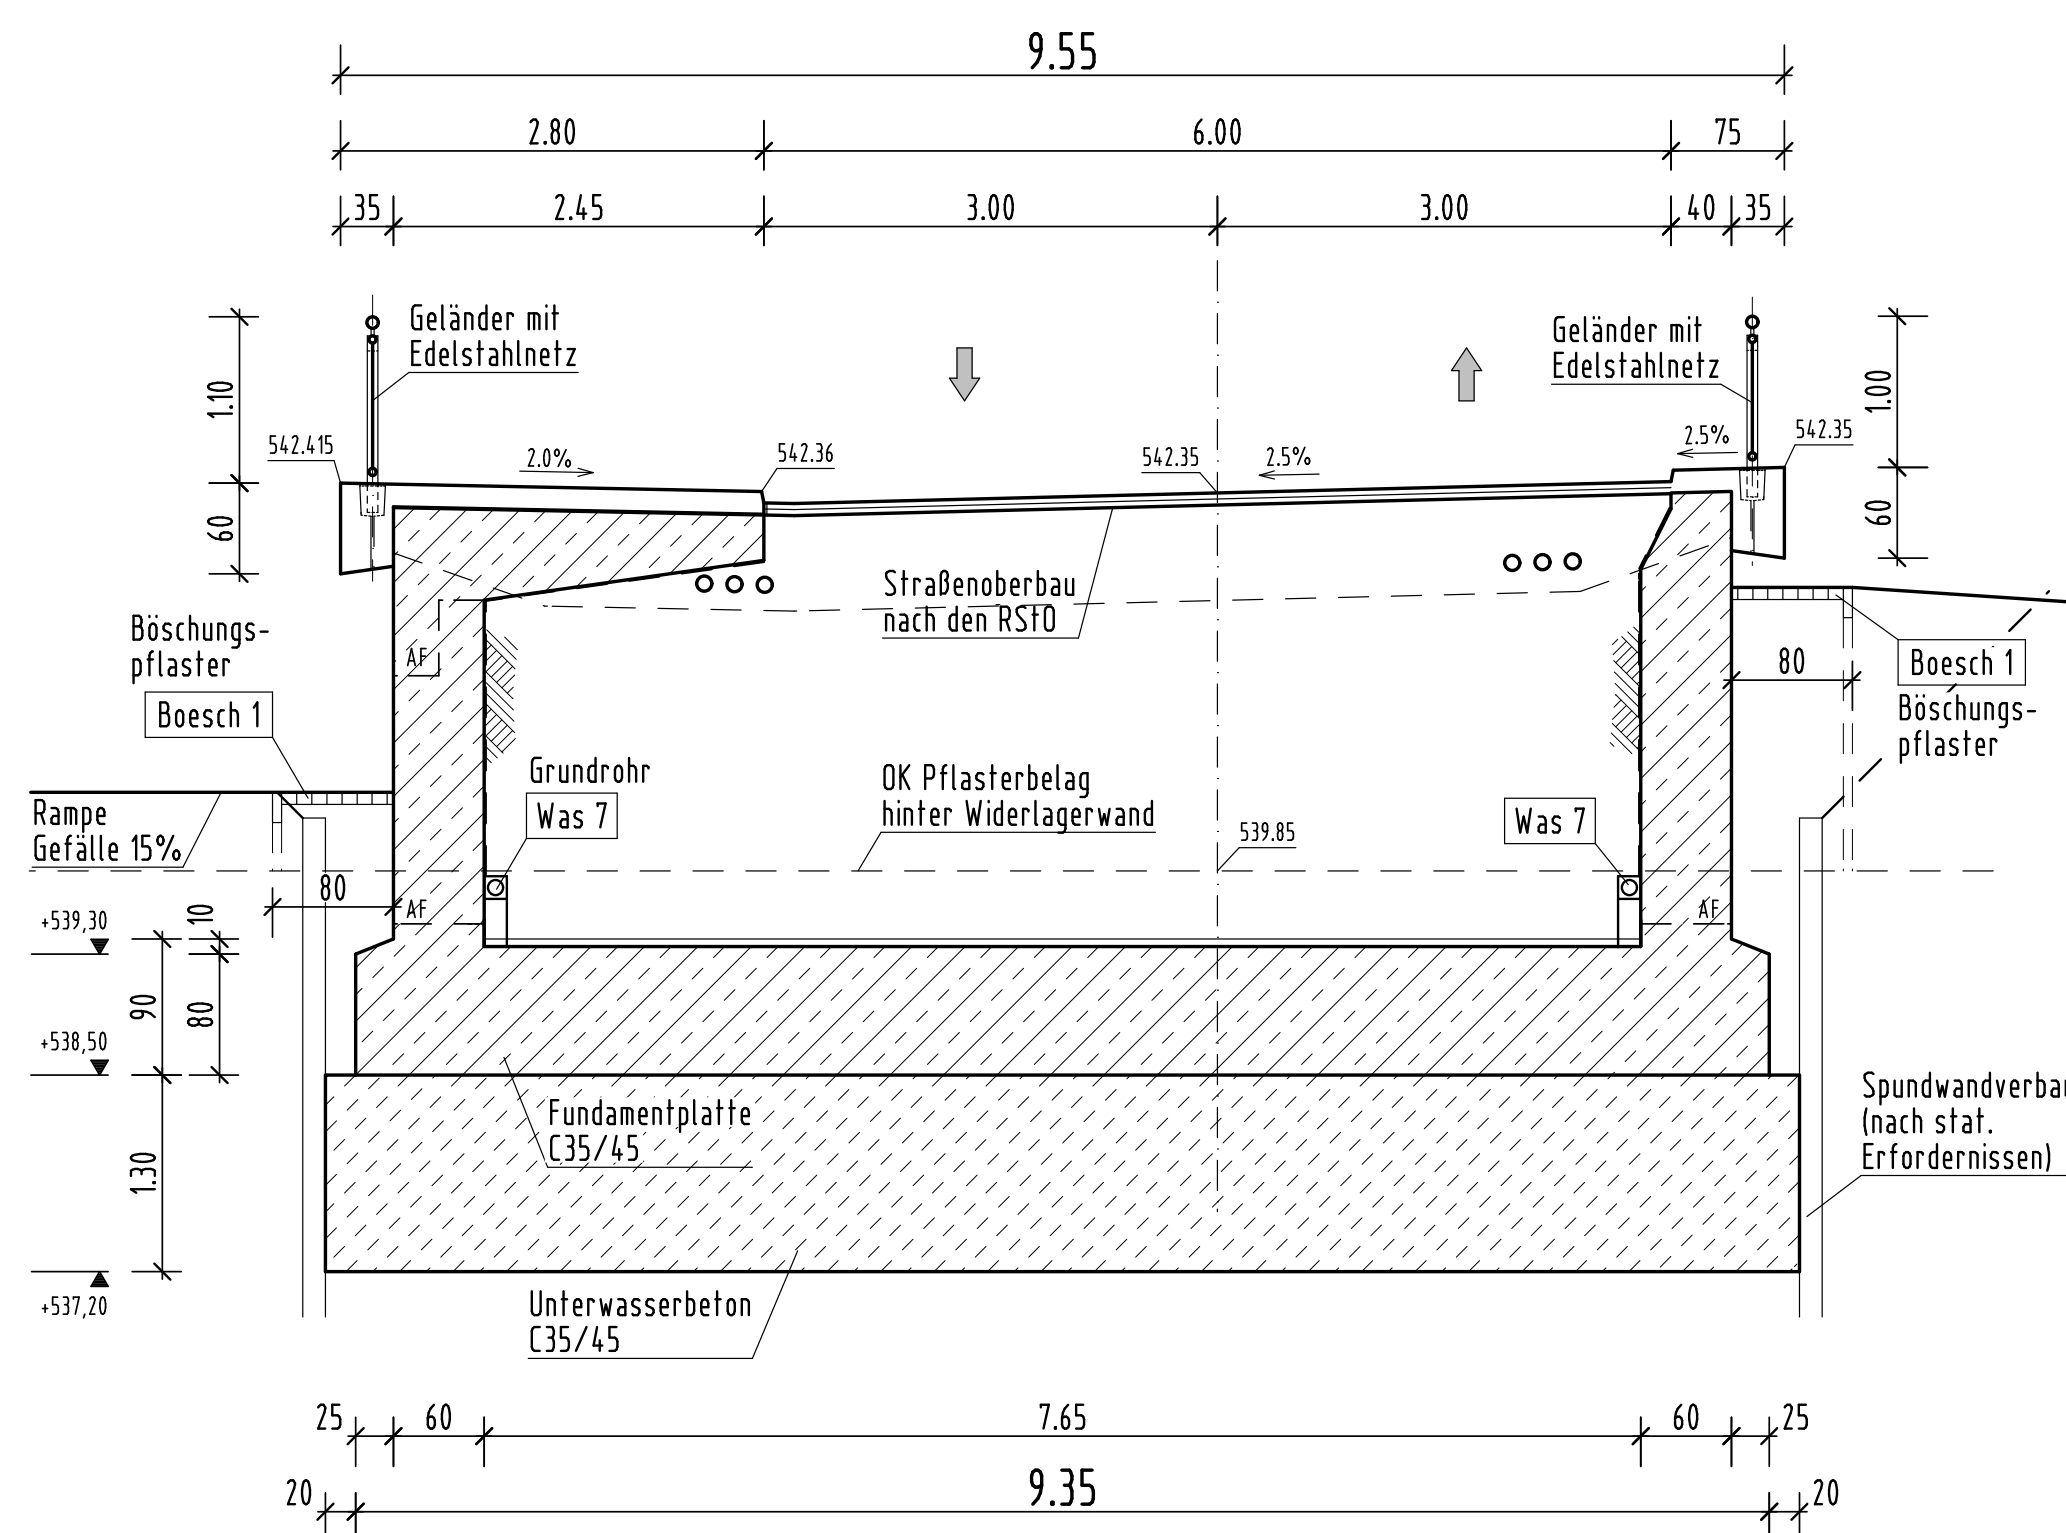 9.55
2.80
6.00
75
35
2.45
3.00
3.00
40
35
Geländer mit
Edelstahlnetz
Geländer mit
Edelstahlnetz
1.10
1.00
542.415
2.0%
542.36
542.35
2.5%
2.5%
542.35
60
60
Straßenoberbau
nach den RStO
Böschungs-
pflaster
Boesch 1
AF
80
Boesch 1
Böschungs-
pflaster
Grundrohr
Was 7
OK Pflasterbelag
hinter Widerlagerwand
539.85
Was 7
Rampe
Gefälle 15%
80
AF
AF
+539,30
10
90
80
+538,50
Fundamentplatte
C35/45
Spundwandverbau
(nach stat.
Erfordernissen)
1.30
+537,20
Unterwasserbeton
C35/45
25
60
7.65
60
25
20
9.35
20